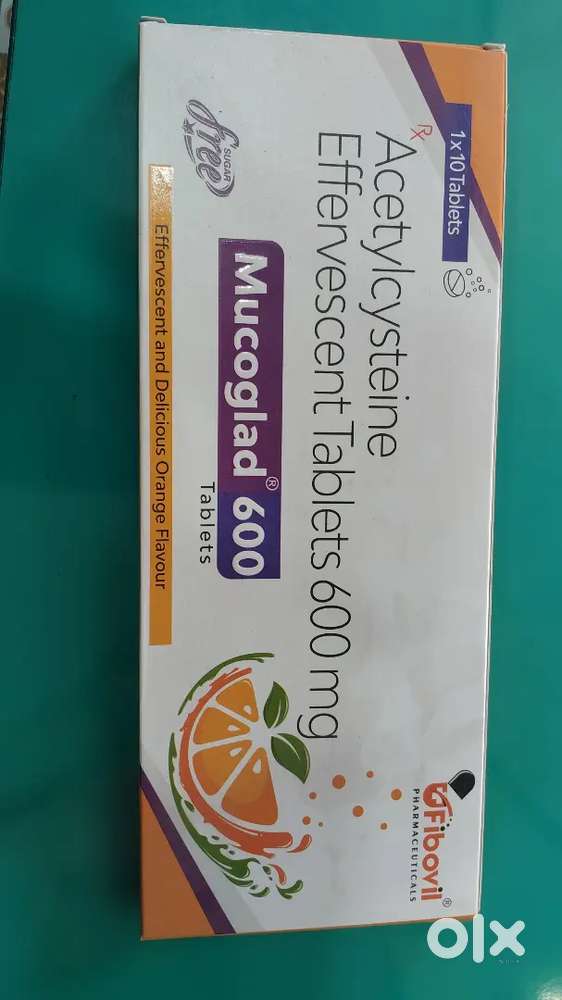 1 x 10 Tablets
Rx
Acetylcysteine
Effervescent Tablets 600 mg
SUGAR
free
Mucoglad® 600
Tablets
Effervescent and Delicious Orange Flavour
Fibovil®
PHARMACEUTICALS
olx